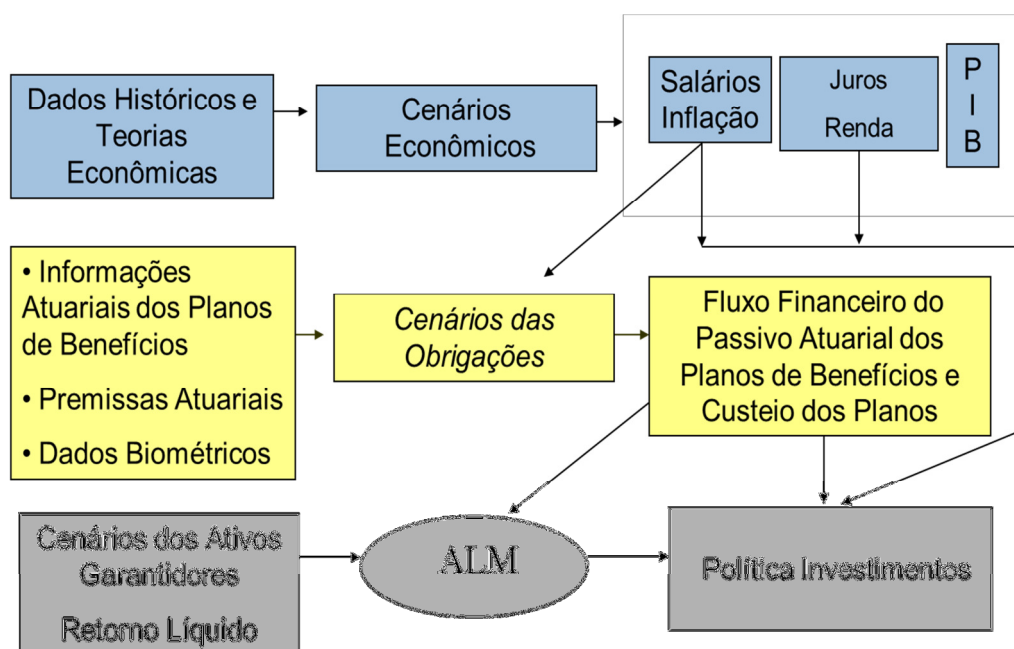 Dados Históricos e
Teorias
Econômicas
Cenários
Econômicos
Salários
Inflação
Juros
Renda
P
I
B
• Informações
Atuariais dos Planos
de Benefícios
• Premissas Atuariais
• Dados Biométricos
Cenários das
Obrigações
Fluxo Financeiro do
Passivo Atuarial dos
Planos de Benefícios e
Custeio dos Planos
Cenários dos Ativos
Garantidores
Retorno Líquido
ALM
Política Investimentos